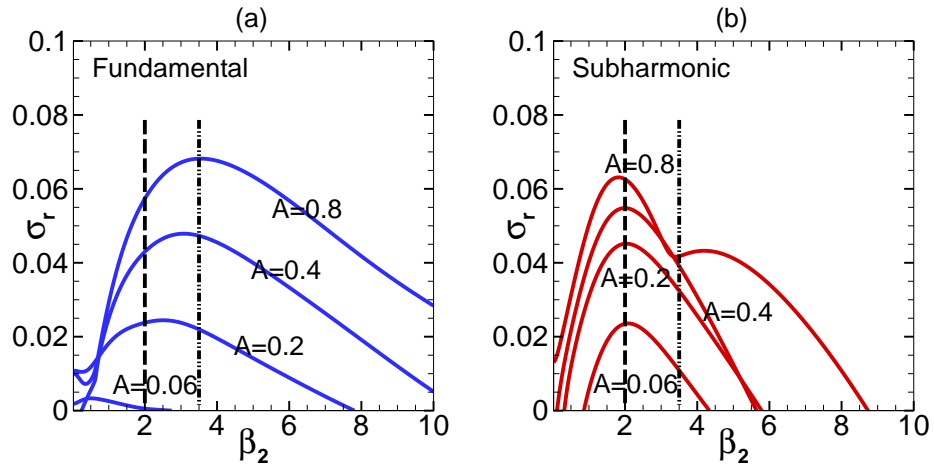 (a)
Fundamental
0.1
0.08
0.06
0.04
0.02
0
σr
A=0.8
A=0.4
A=0.2
A=0.06
2 4 6 8 10
β2
(b)
Subharmonic
0.1
0.08
0.06
0.04
0.02
0
σr
A=0.8
A=0.2
A=0.4
A=0.06
2 4 6 8 10
β2